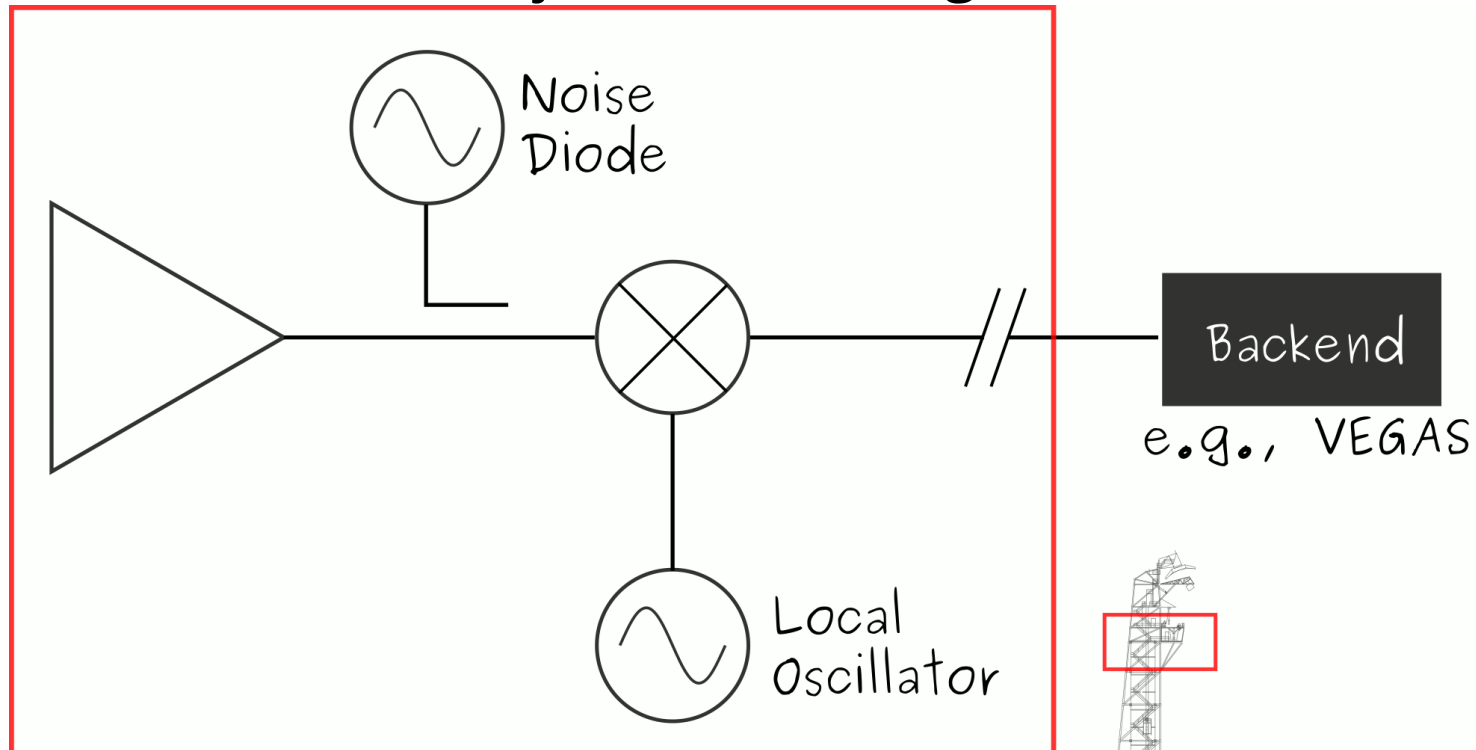 Noise
Diode
Backend
e.g., VEGAS
Local
Oscillator